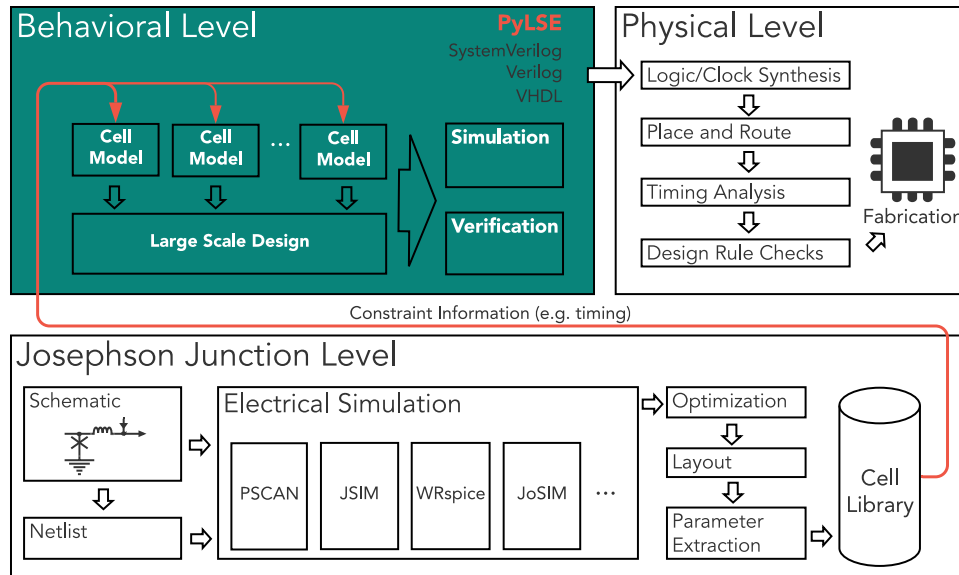 Behavioral Level
PyLSE
SystemVerilog
Verilog
VHDL
Cell
Model
Cell
Model
...
Cell
Model
Large Scale Design
Simulation
Verification
Physical Level
Logic/Clock Synthesis
Place and Route
Timing Analysis
Design Rule Checks
Fabrication
Constraint Information (e.g. timing)
Josephson Junction Level
Schematic
Netlist
Electrical Simulation
PSCAN
JSIM
WRspice
JoSIM
...
Optimization
Layout
Parameter
Extraction
Cell
Library